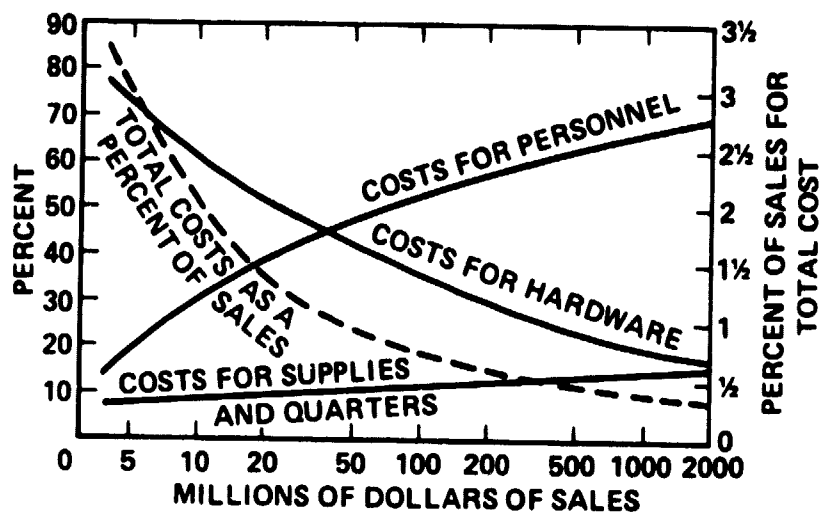 90
80
70
60
50
40
30
20
10
PERCENT
3½
3
2½
2
1½
1
½
0
PERCENT OF SALES FOR
TOTAL COST
TOTAL COSTS AS A
PERCENT OF SALES
COSTS FOR PERSONNEL
COSTS FOR HARDWARE
COSTS FOR SUPPLIES
AND QUARTERS
0 5 10 20 50 100 200 500 1000 2000
MILLIONS OF DOLLARS OF SALES